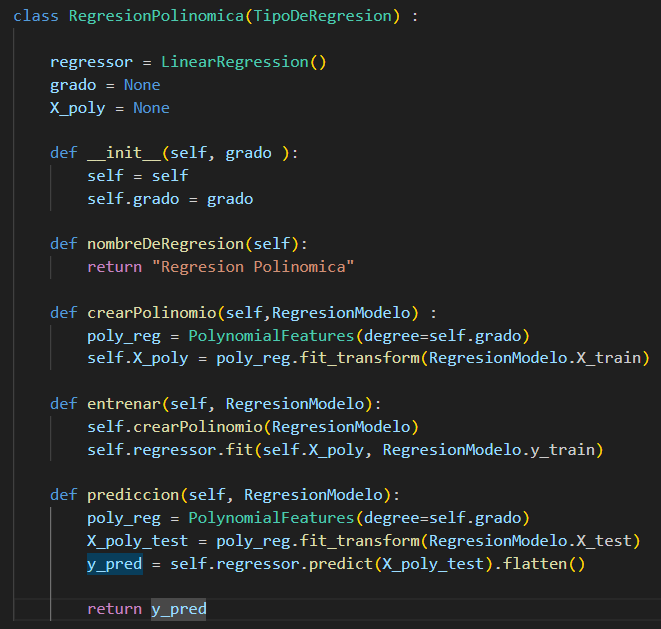 class RegresionPolinomica(TipoDeRegresion) :
regressor = LinearRegression()
grado = None
X_poly = None
def __init__(self, grado ):
self = self
self.grado = grado
def nombreDeRegresion(self):
return "Regresion Polinomica"
def crearPolinomio(self,RegresionModelo) :
poly_reg = PolynomialFeatures(degree=self.grado)
self.X_poly = poly_reg.fit_transform(RegresionModelo.X_train)
def entrenar(self, RegresionModelo):
self.crearPolinomio(RegresionModelo)
self.regressor.fit(self.X_poly, RegresionModelo.y_train)
def prediccion(self, RegresionModelo):
poly_reg = PolynomialFeatures(degree=self.grado)
X_poly_test = poly_reg.fit_transform(RegresionModelo.X_test)
y_pred = self.regressor.predict(X_poly_test).flatten()
return y_pred